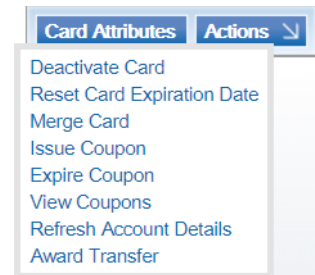 Card Attributes Actions
Deactivate Card
Reset Card Expiration Date
Merge Card
Issue Coupon
Expire Coupon
View Coupons
Refresh Account Details
Award Transfer